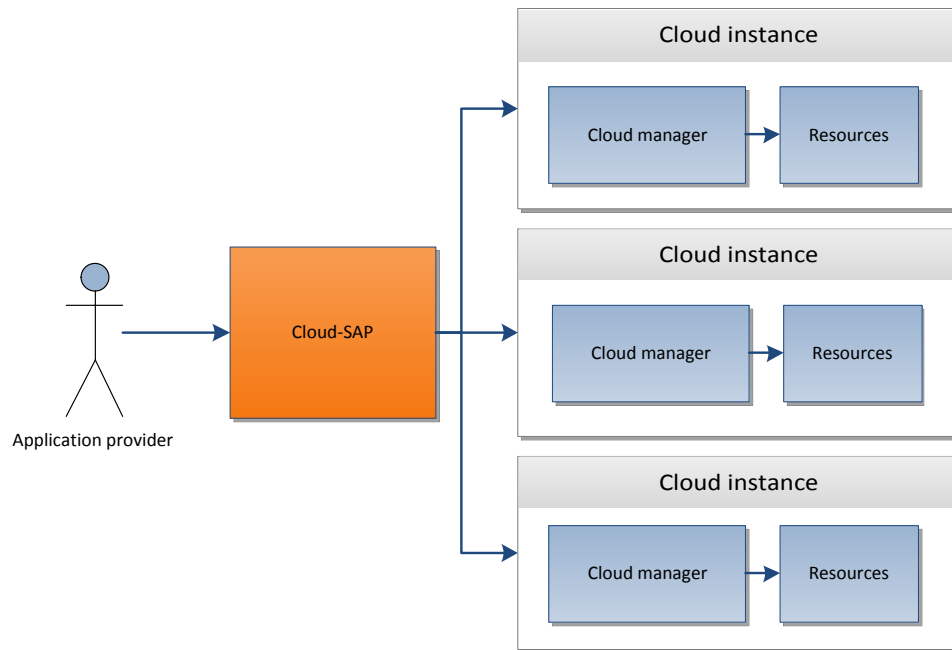 Cloud instance
Cloud manager
Resources
Cloud instance
Cloud-SAP
Cloud manager
Resources
Application provider
Cloud instance
Cloud manager
Resources